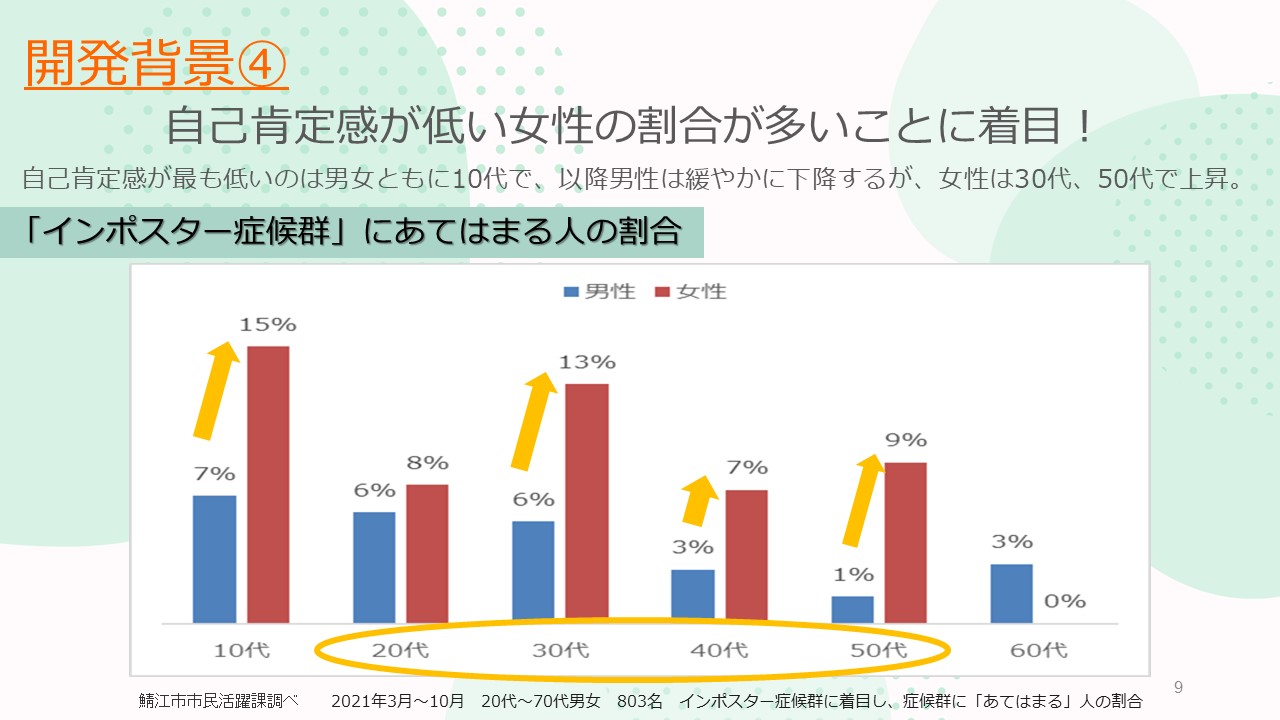 開発背景④
自己肯定感が低い女性の割合が多いことに着目！
自己肯定感が最も低いのは男女ともに10代で、以降男性は緩やかに下降するが、女性は30代、50代で上昇。
「インポスター症候群」にあてはまる人の割合
男性 女性
15%
13%
9%
8%
7%
7%
6%
6%
3%
3%
1%
0%
10代 20代 30代 40代 50代 60代
9
鯖江市市民活躍課調べ 2021年3月～10月 20代～70代男女 803名 インポスター症候群に着目し、症候群に「あてはまる」人の割合